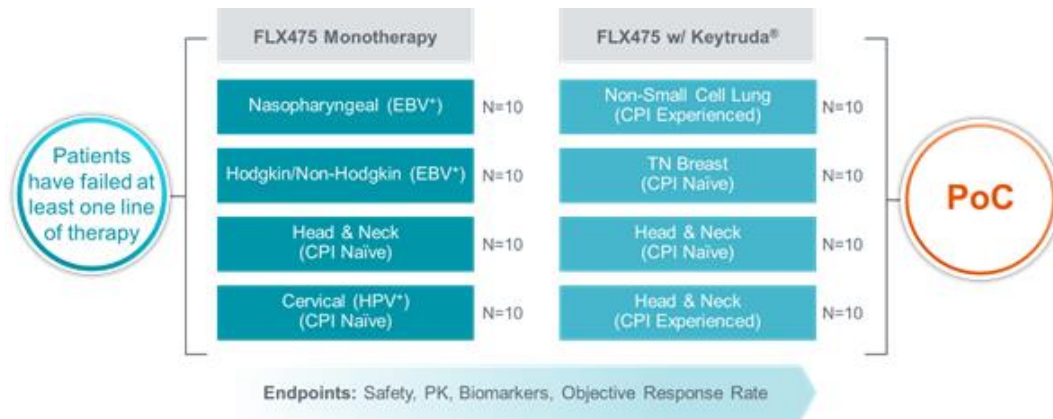 FLX475 Monotherapy
FLX475 w/ Keytruda®
Patients
have failed at
least one line
of therapy
Nasopharyngeal (EBV+)
N=10
Hodgkin/Non-Hodgkin (EBV+)
N=10
Head & Neck
(CPI Naïve)
N=10
Cervical (HPV+)
(CPI Naïve)
N=10
Non-Small Cell Lung
(CPI Experienced)
N=10
TN Breast
(CPI Naïve)
N=10
Head & Neck
(CPI Naïve)
N=10
Head & Neck
(CPI Experienced)
N=10
PoC
Endpoints: Safety, PK, Biomarkers, Objective Response Rate